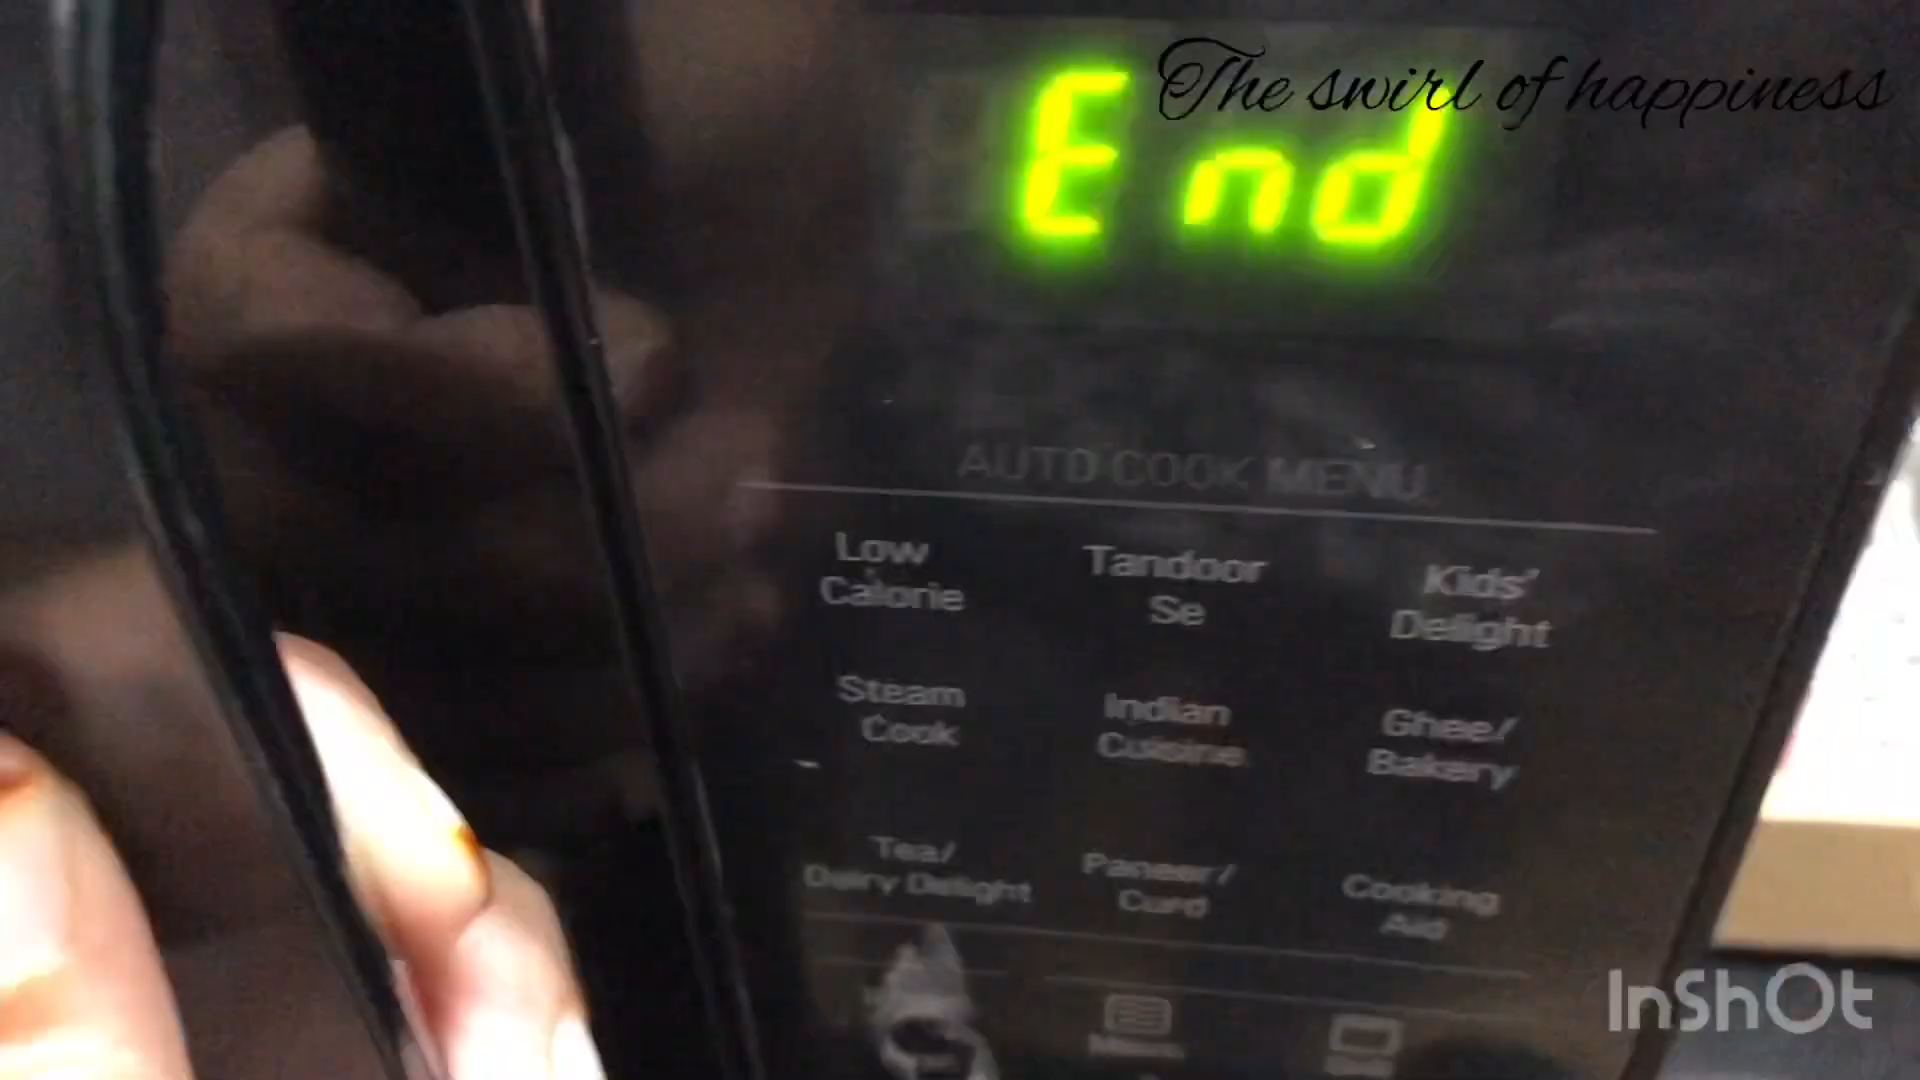 The swirl of happiness
End
AUTO COOK MENU
Low Calorie
Tandoor Se
Kids' Delight
Steam Cook
Indian Cuisine
Ghee/ Bakery
Tea/ Dairy Delight
Paneer/ Curd
Cooking Aid
Menu
InShOt